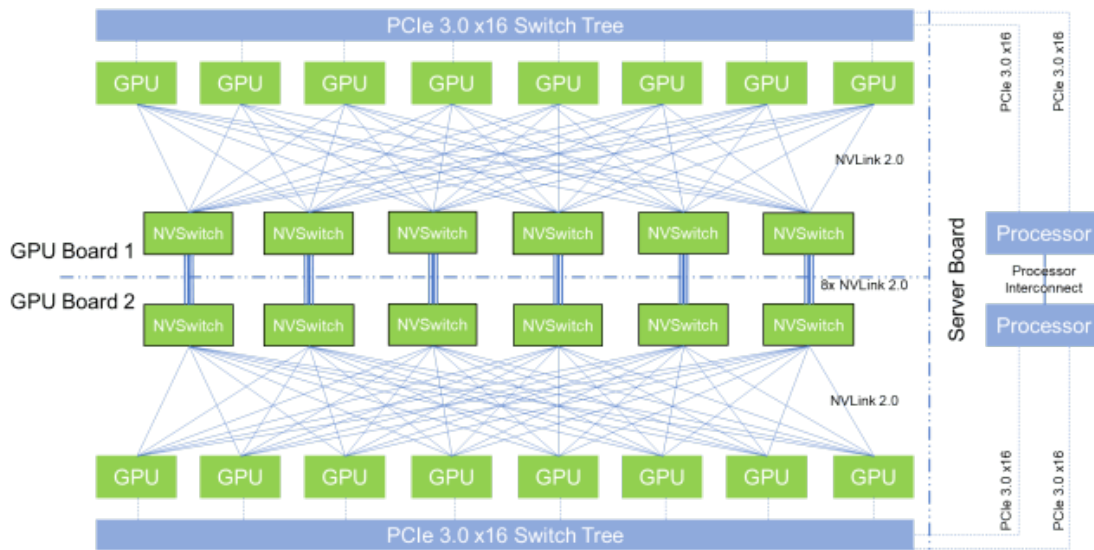 PCIe 3.0 x16 Switch Tree
GPU GPU GPU GPU GPU GPU GPU GPU
PCIe 3.0 x16
PCIe 3.0 x16
NVLink 2.0
NVSwitch NVSwitch NVSwitch NVSwitch NVSwitch NVSwitch
GPU Board 1
Processor
8x NVLink 2.0
Processor
Interconnect
Server Board
GPU Board 2
NVSwitch NVSwitch NVSwitch NVSwitch NVSwitch NVSwitch
Processor
NVLink 2.0
PCIe 3.0 x16
PCIe 3.0 x16
GPU GPU GPU GPU GPU GPU GPU GPU
PCIe 3.0 x16 Switch Tree